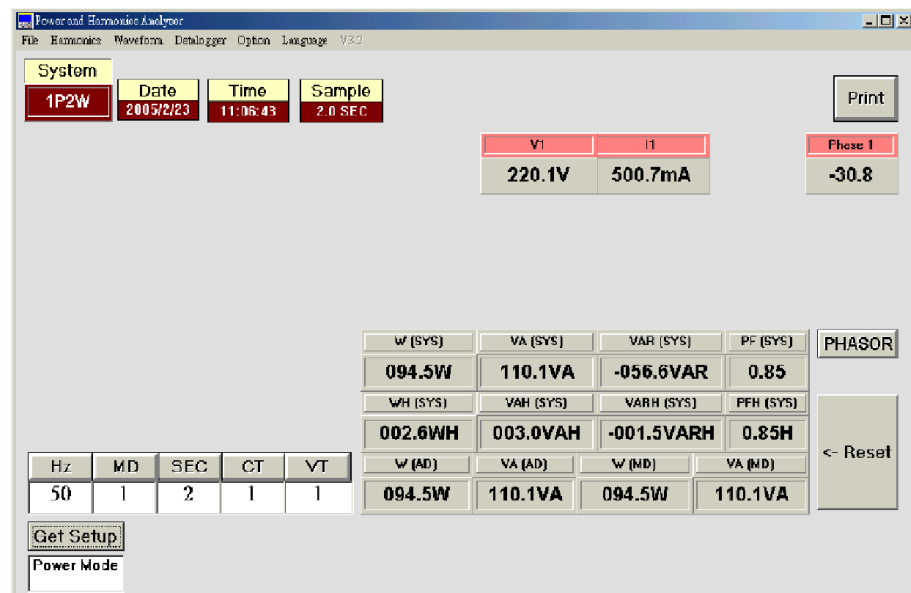 Power and Harmonics Analyzer
File Harmonics Waveform Datalogger Option Language V3.2
System
1P2W
Date
2005/2/23
Time
11:06:43
Sample
2.0 SEC
Print
V1 I1 Phase 1
220.1V 500.7mA -30.8
W (SYS) VA (SYS) VAR (SYS) PF (SYS)
094.5W 110.1VA -056.6VAR 0.85
PHASOR
WH (SYS) VAH (SYS) VARH (SYS) PFH (SYS)
002.6WH 003.0VAH -001.5VARH 0.85H
<- Reset
W (AD) VA (AD) W (MD) VA (MD)
094.5W 110.1VA 094.5W 110.1VA
Hz MD SEC CT VT
50 1 2 1 1
Get Setup
Power Mode